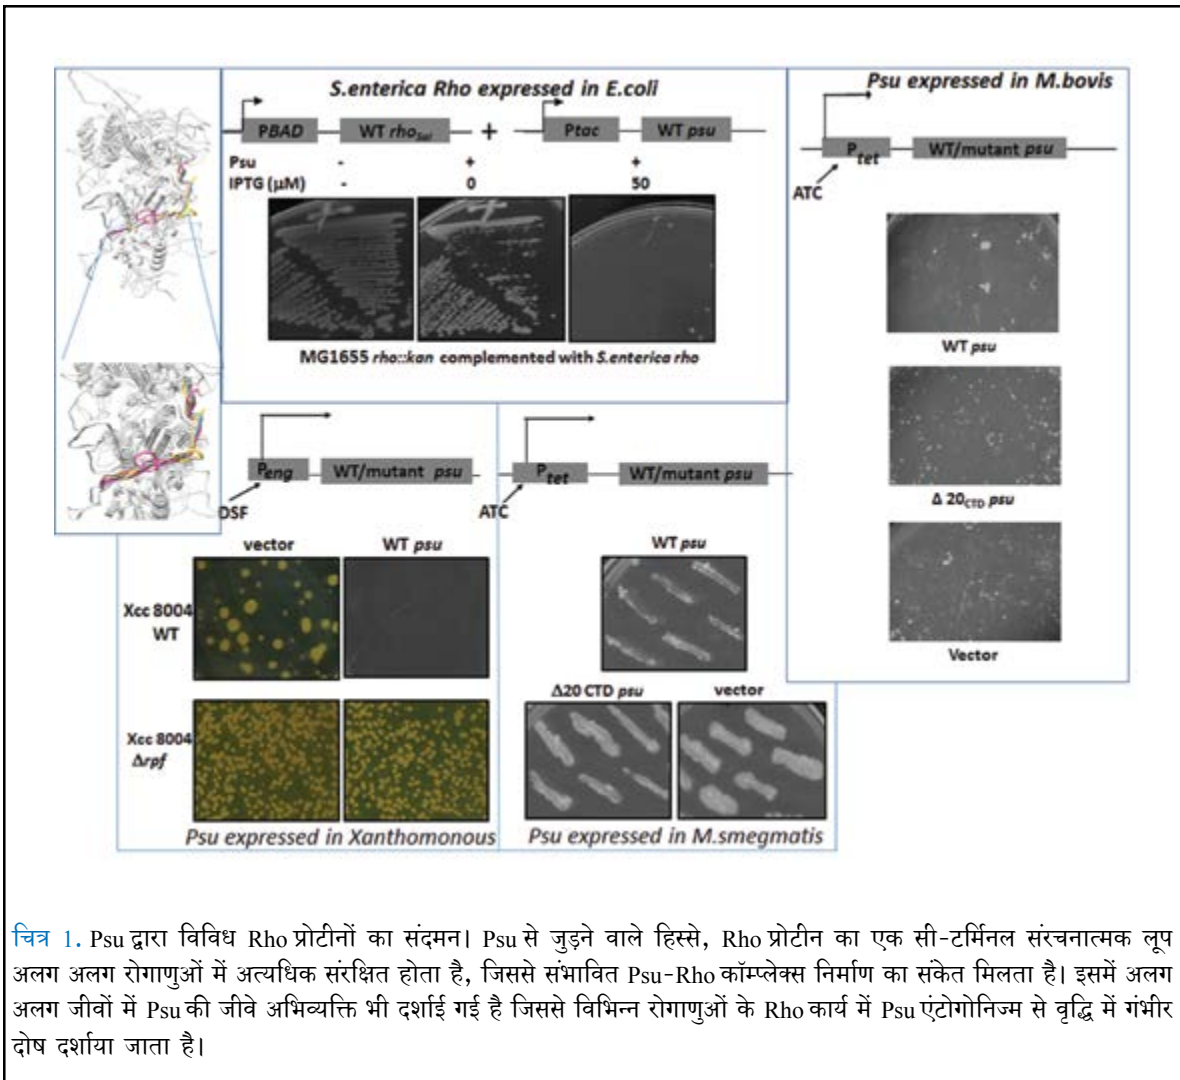 S.enterica Rho expressed in E.coli
PBAD WT rhoSal + Ptac WT psu
Psu - + +
IPTG (μM) - 0 50
MG1655 rho::kan complemented with S.enterica rho
Psu expressed in M.bovis
Ptet WT/mutant psu
ATC
WT psu
Δ 20CTD psu
Vector
Peng WT/mutant psu
DSF
vector WT psu
Xcc 8004
WT
Xcc 8004
Δrpf
Psu expressed in Xanthomonous
Ptet WT/mutant psu
ATC
WT psu
Δ20 CTD psu vector
Psu expressed in M.smegmatis
चित्र 1. Psu द्वारा विविध Rho प्रोटीनों का संदमन। Psu से जुड़ने वाले हिस्से, Rho प्रोटीन का एक सी-टर्मिनल संरचनात्मक लूप
अलग अलग रोगाणुओं में अत्यधिक संरक्षित होता है, जिससे संभावित Psu-Rho कॉम्प्लेक्स निर्माण का संकेत मिलता है। इसमें अलग
अलग जीवों में Psu की जीवे अभिव्यक्ति भी दर्शाई गई है जिससे विभिन्न रोगाणुओं के Rho कार्य में Psu एंटोगोनिज्म से वृद्धि में गंभीर
दोष दर्शाया जाता है।